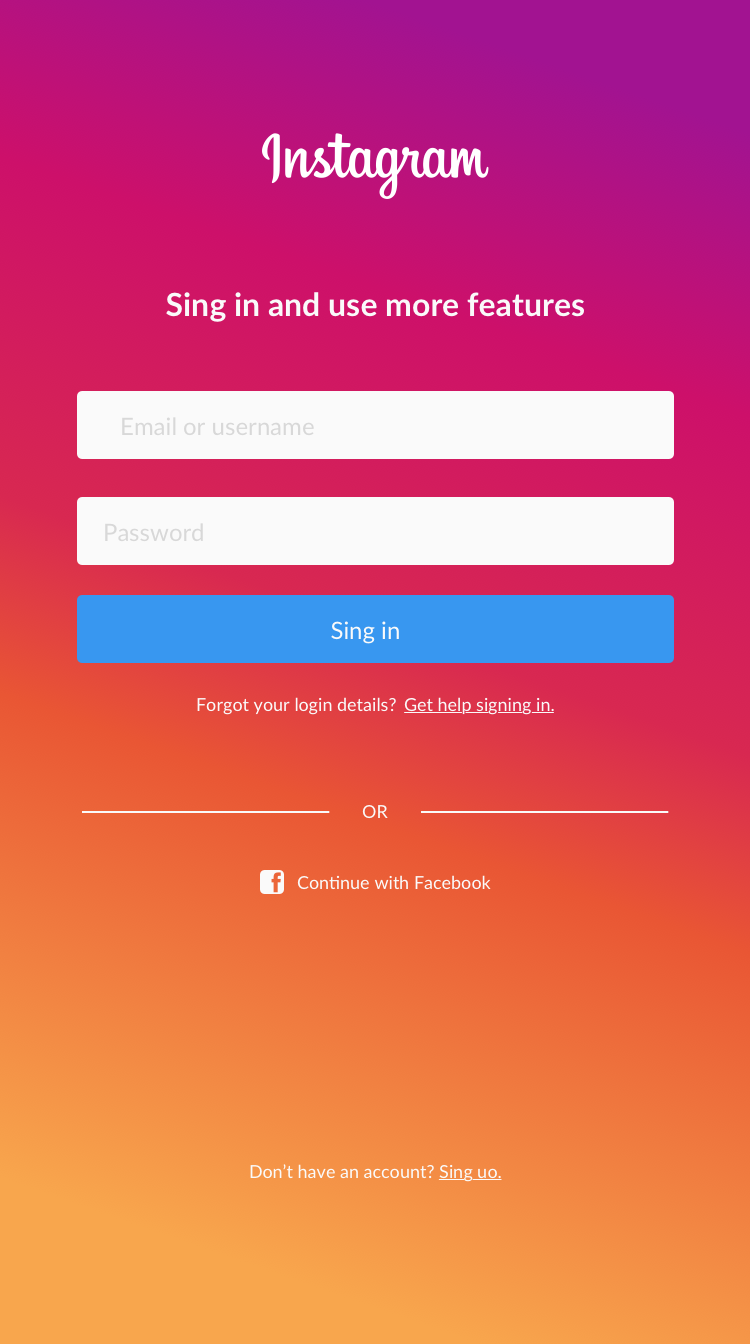 Instagram
Sing in and use more features
Email or username
Password
Sing in
Forgot your login details? Get help signing in.
OR
Continue with Facebook
Don't have an account? Sing uo.